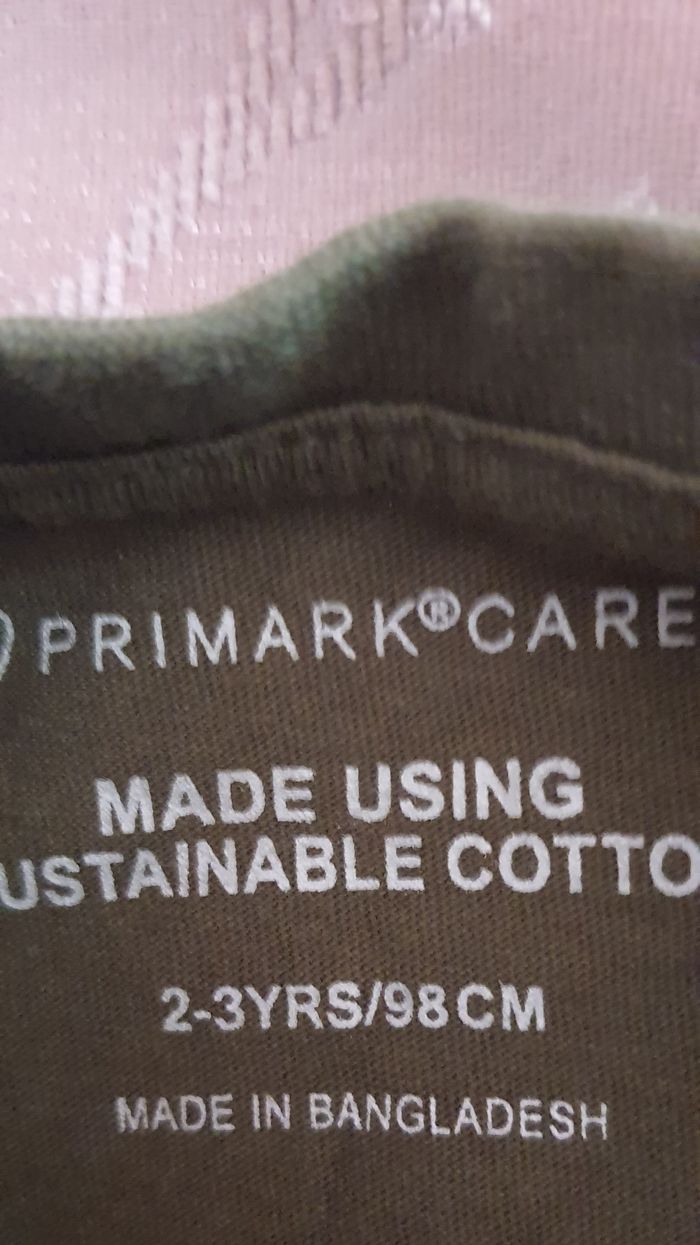 PRIMARK®CARE
MADE USING
USTAINABLE COTTO
2-3YRS/98CM
MADE IN BANGLADESH